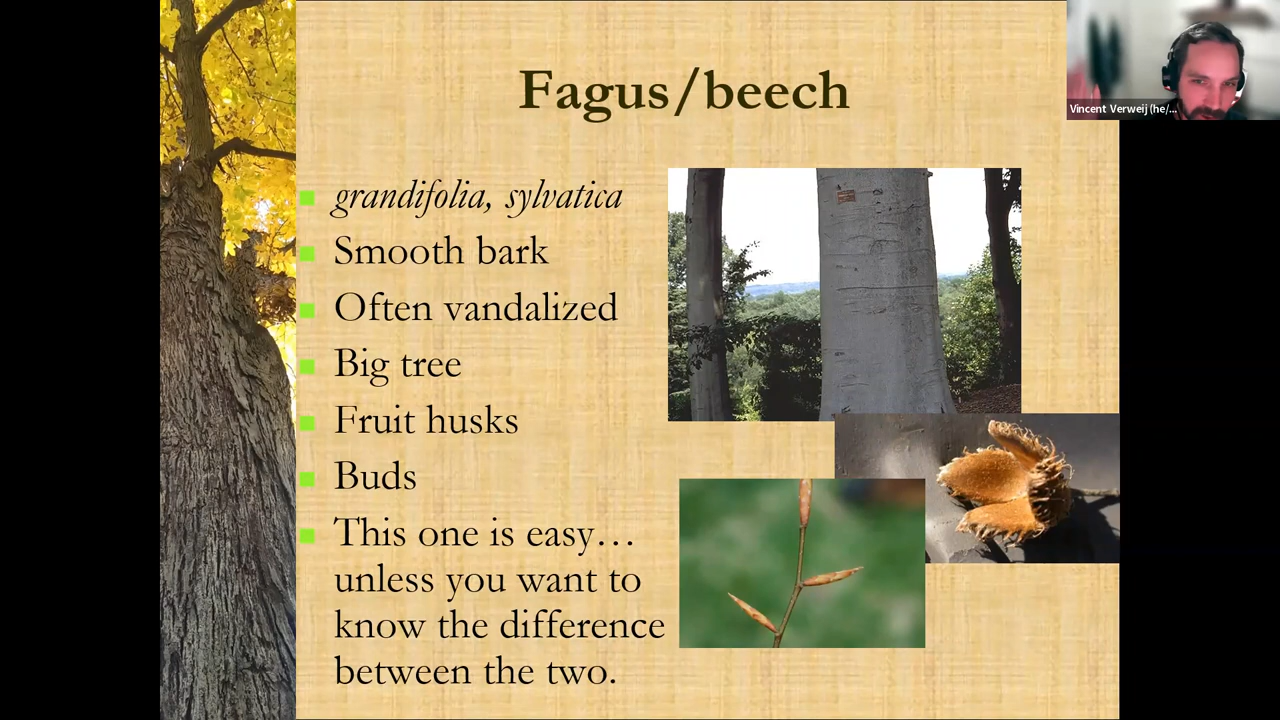 Fagus/beech
Vincent Verweij (he/...
grandifolia, sylvatica
Smooth bark
Often vandalized
Big tree
Fruit husks
Buds
This one is easy…
unless you want to
know the difference
between the two.